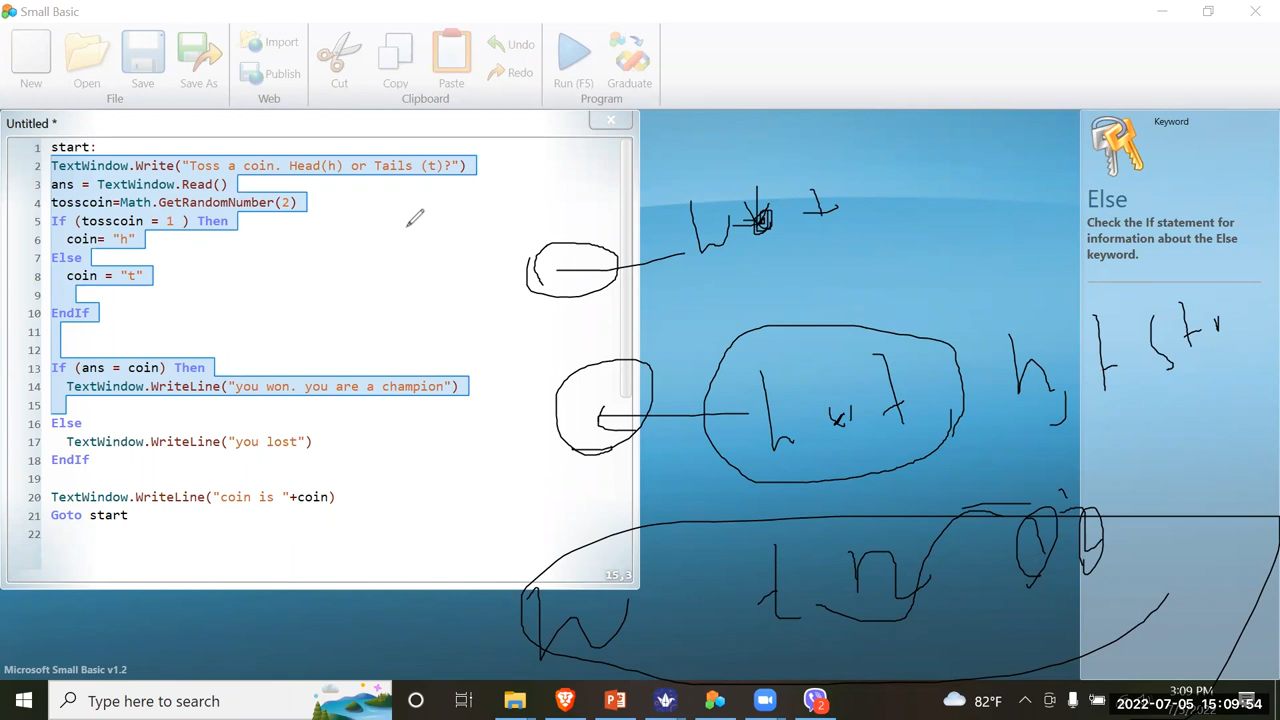 Small Basic
New
Open
Save
Save As
Import
Publish
Cut
Copy
Paste
Undo
Redo
Run (F5)
Graduate
File
Web
Clipboard
Program
Untitled *
1 start:
2 TextWindow.Write("Toss a coin. Head(h) or Tails (t)?")
3 ans = TextWindow.Read()
4 tosscoin=Math.GetRandomNumber(2)
5 If (tosscoin = 1 ) Then
6 coin= "h"
7 Else
8 coin = "t"
9
10 EndIf
11
12
13 If (ans = coin) Then
14 TextWindow.WriteLine("you won. you are a champion")
15
16 Else
17 TextWindow.WriteLine("you lost")
18 EndIf
19
20 TextWindow.WriteLine("coin is "+coin)
21 Goto start
22
15,3
Keyword
Else
Check the If statement for
information about the Else
keyword.
Microsoft Small Basic v1.2
Type here to search
2
82°F
3:09 PM
2022-07-05 15:09:54